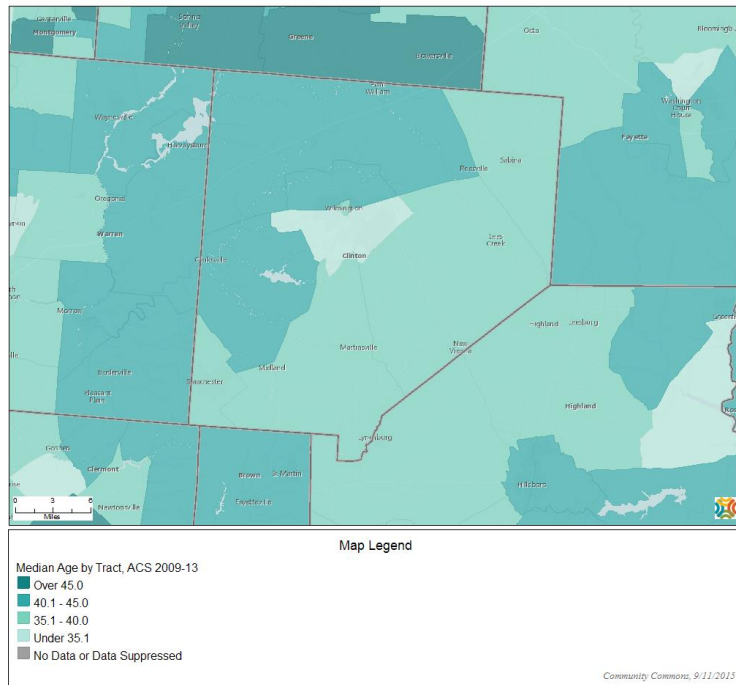 Centerville
Montgomery
Greene
Bowersville
Octa
Waynesville
Harveysburg
Washington
Court
House
Fayette
Reesville
Sabina
Oregonia
Warren
Wilmington
Clinton
Lees
Creek
Clarksville
Morrow
Martinsville
New
Vienna
Highland
Leesburg
Butlerville
Pleasant
Plain
Blanchester
Midland
Highland
Lynchburg
Goshen
Clermont
Brown
St Martin
Fayetteville
Hillsboro
Newtonsville
0 3 6
Miles
Map Legend
Median Age by Tract, ACS 2009-13
Over 45.0
40.1 - 45.0
35.1 - 40.0
Under 35.1
No Data or Data Suppressed
Community Commons, 9/11/2015